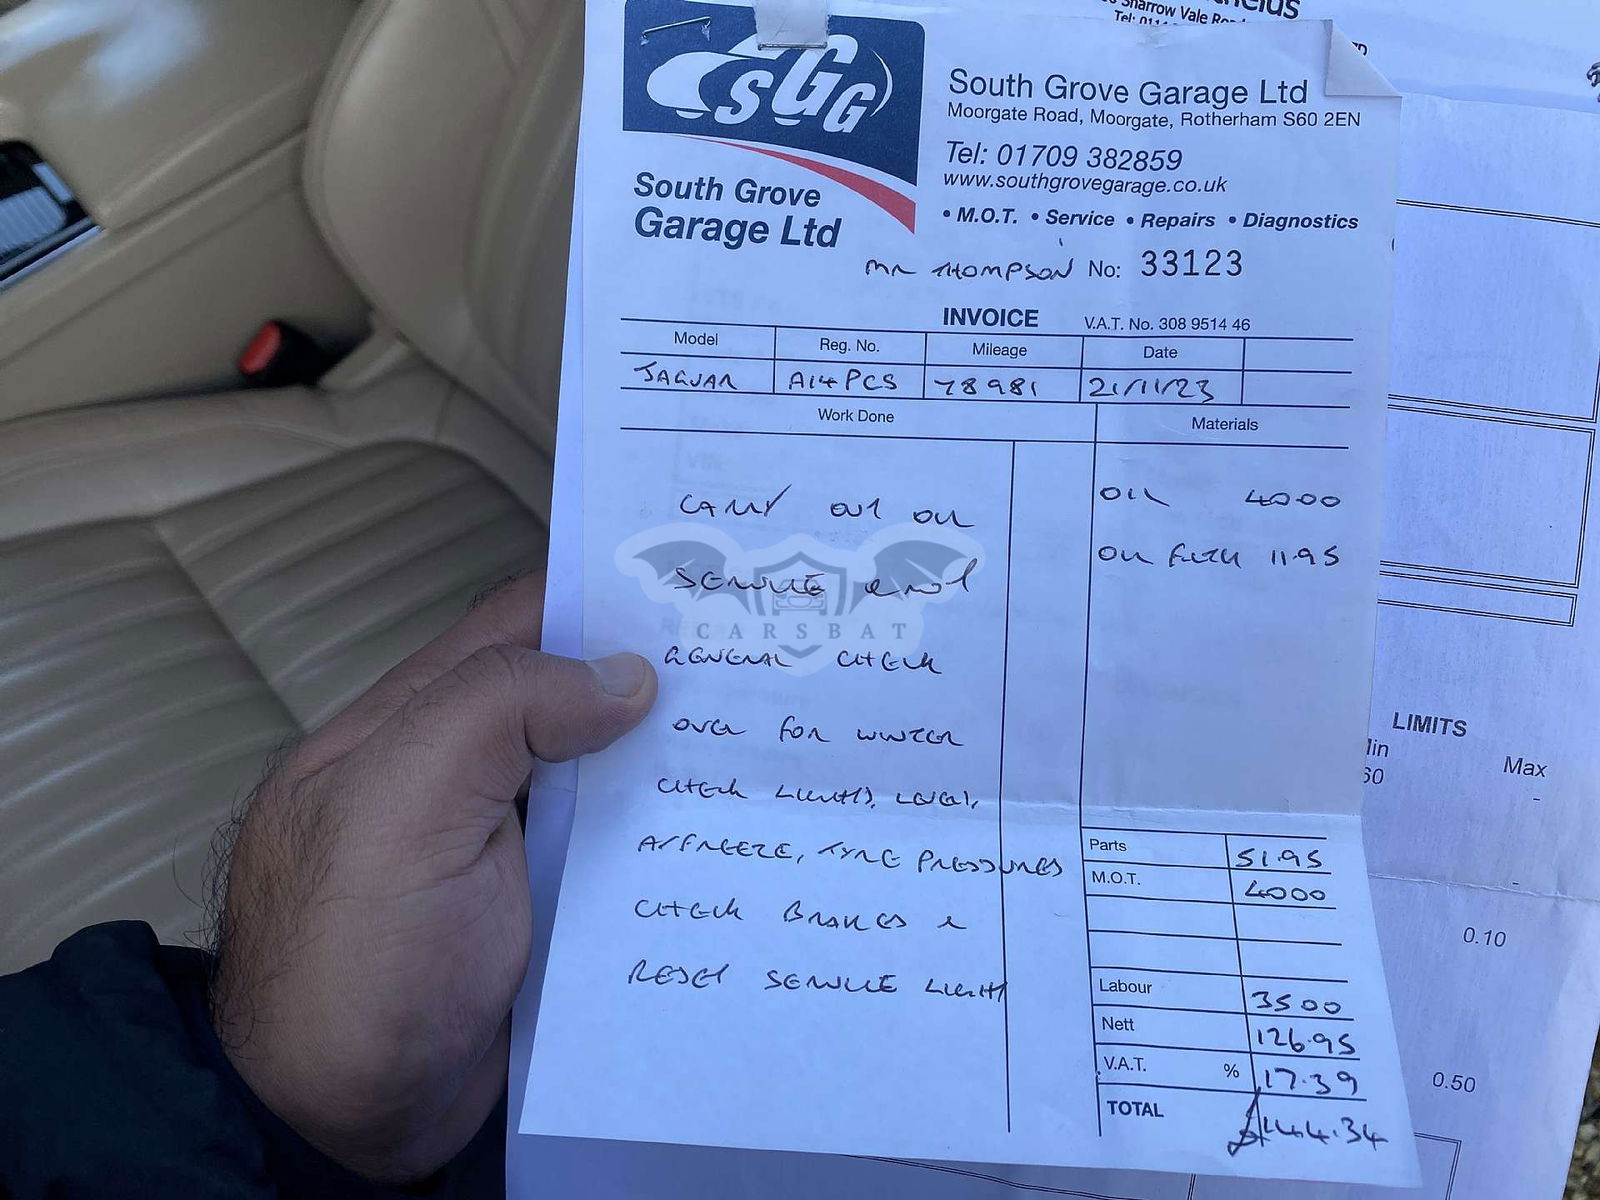 Sharrow Vale
SGG
South Grove
Garage Ltd
South Grove Garage Ltd
Moorgate Road, Moorgate, Rotherham S60 2EN
Tel: 01709 382859
www.southgrovegarage.co.uk
• M.O.T. • Service • Repairs • Diagnostics
MR THOMPSON No: 33123
INVOICE V.A.T. No. 308 9514 46
Model Reg. No. Mileage Date
JAGUAR A14 PCS 78981 21/11/23
Work Done Materials
CARRY OUT OIL OIL 40.00
SERVICE AND OIL FILTER 11.95
CARSBAT
GENERAL CHECK
OVER FOR WINTER
CHECK LIGHTS, LEVELS,
A/FREEZE, TYRE PRESSURES
CHECK BRAKES &
RESET SERVICE LIGHT
Parts 51.95
M.O.T. 40.00
Labour 35.00
Nett 126.95
V.A.T. % 17.39
TOTAL £144.34
LIMITS
Max
-
-
0.10
0.50